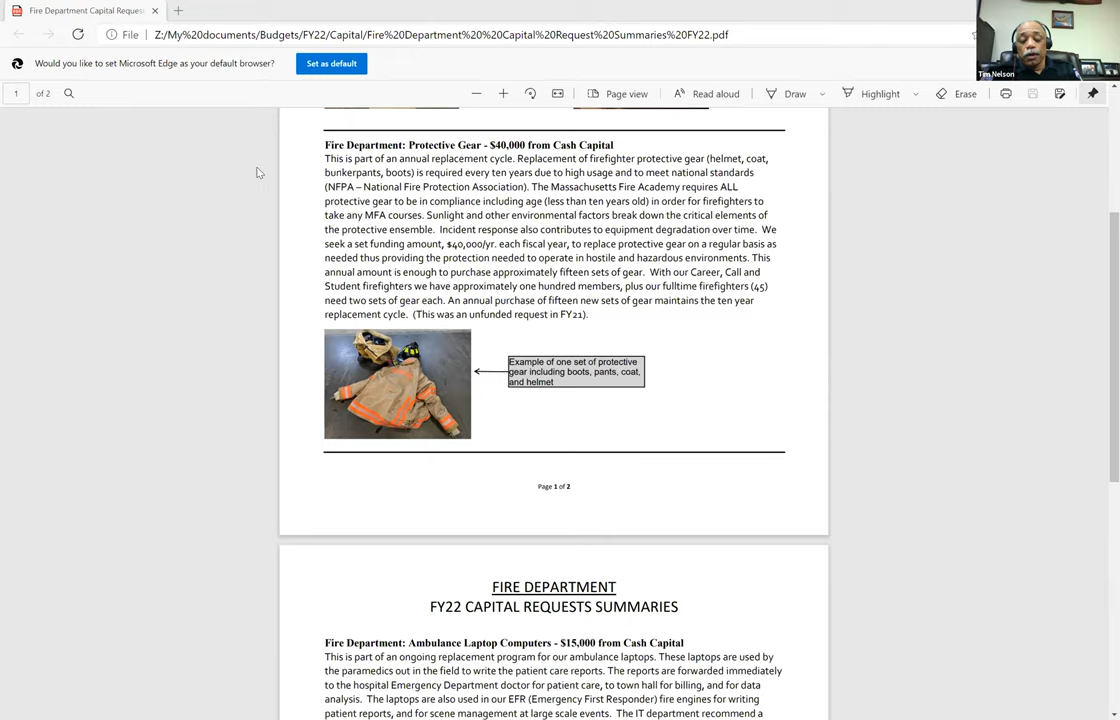 Fire Department Capital Reques
File
Z:/My%20documents/Budgets/FY22/Capital/Fire%20Department%20%20Capital%20Request%20Summaries%20FY22.pdf
Would you like to set Microsoft Edge as your default browser?
Set as default
Tim Nelson
1 of 2
Page view
Read aloud
Draw
Highlight
Erase
Fire Department: Protective Gear - $40,000 from Cash Capital
This is part of an annual replacement cycle. Replacement of firefighter protective gear (helmet, coat,
bunkerpants, boots) is required every ten years due to high usage and to meet national standards
(NFPA – National Fire Protection Association). The Massachusetts Fire Academy requires ALL
protective gear to be in compliance including age (less than ten years old) in order for firefighters to
take any MFA courses. Sunlight and other environmental factors break down the critical elements of
the protective ensemble. Incident response also contributes to equipment degradation over time. We
seek a set funding amount, $40,000/yr. each fiscal year, to replace protective gear on a regular basis as
needed thus providing the protection needed to operate in hostile and hazardous environments. This
annual amount is enough to purchase approximately fifteen sets of gear. With our Career, Call and
Student firefighters we have approximately one hundred members, plus our fulltime firefighters (45)
need two sets of gear each. An annual purchase of fifteen new sets of gear maintains the ten year
replacement cycle. (This was an unfunded request in FY21).
Example of one set of protective
gear including boots, pants, coat,
and helmet
Page 1 of 2
FIRE DEPARTMENT
FY22 CAPITAL REQUESTS SUMMARIES
Fire Department: Ambulance Laptop Computers - $15,000 from Cash Capital
This is part of an ongoing replacement program for our ambulance laptops. These laptops are used by
the paramedics out in the field to write the patient care reports. The reports are forwarded immediately
to the hospital Emergency Department doctor for patient care, to town hall for billing, and for data
analysis. The laptops are also used in our EFR (Emergency First Responder) fire engines for writing
patient reports, and for scene management at large scale events. The IT department recommend a